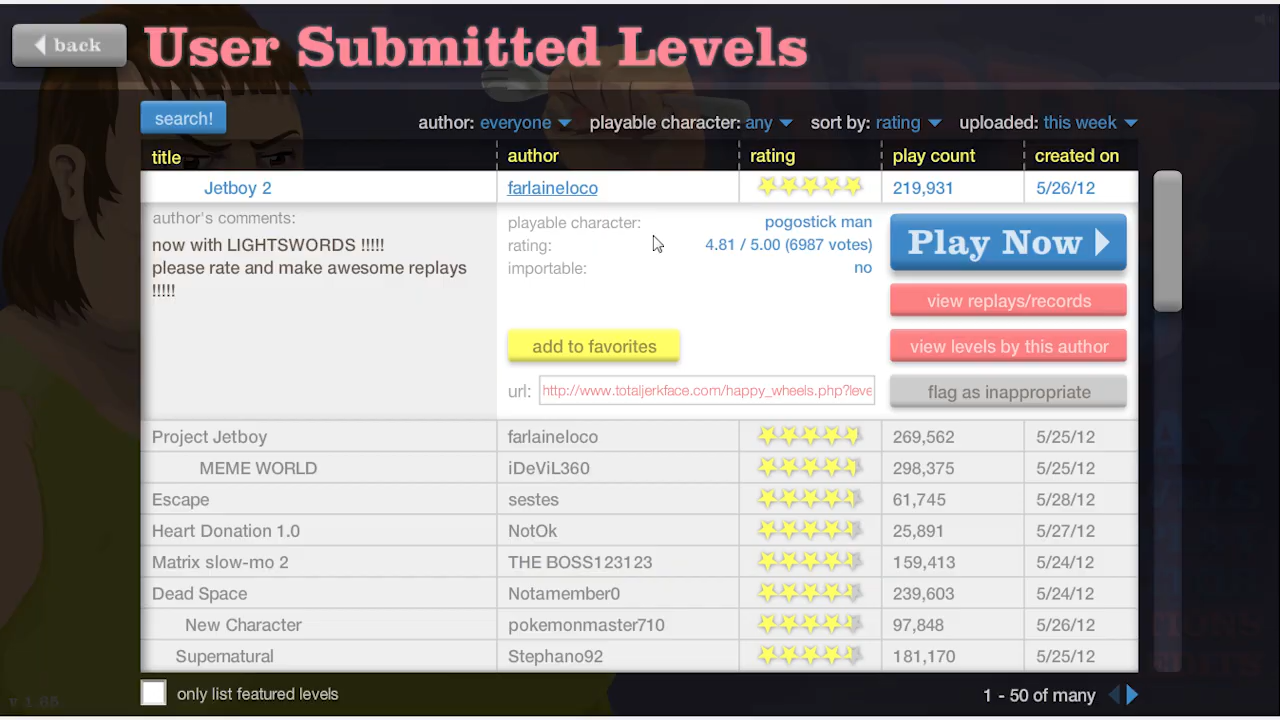 back
User Submitted Levels
search!
author: everyone playable character: any sort by: rating uploaded: this week
title author rating play count created on
Jetboy 2 farlaineloco 219,931 5/26/12
author's comments:
now with LIGHTSWORDS !!!!!
please rate and make awesome replays
!!!!!
playable character: pogostick man
rating: 4.81 / 5.00 (6987 votes)
importable: no
add to favorites
url: http://www.totaljerkface.com/happy_wheels.php?leve
Play Now
view replays/records
view levels by this author
flag as inappropriate
Project Jetboy farlaineloco 269,562 5/25/12
MEME WORLD iDeViL360 298,375 5/25/12
Escape sestes 61,745 5/28/12
Heart Donation 1.0 NotOk 25,891 5/27/12
Matrix slow-mo 2 THE BOSS123123 159,413 5/24/12
Dead Space Notamember0 239,603 5/24/12
New Character pokemonmaster710 97,848 5/26/12
Supernatural Stephano92 181,170 5/25/12
only list featured levels
1 - 50 of many
v 1.65